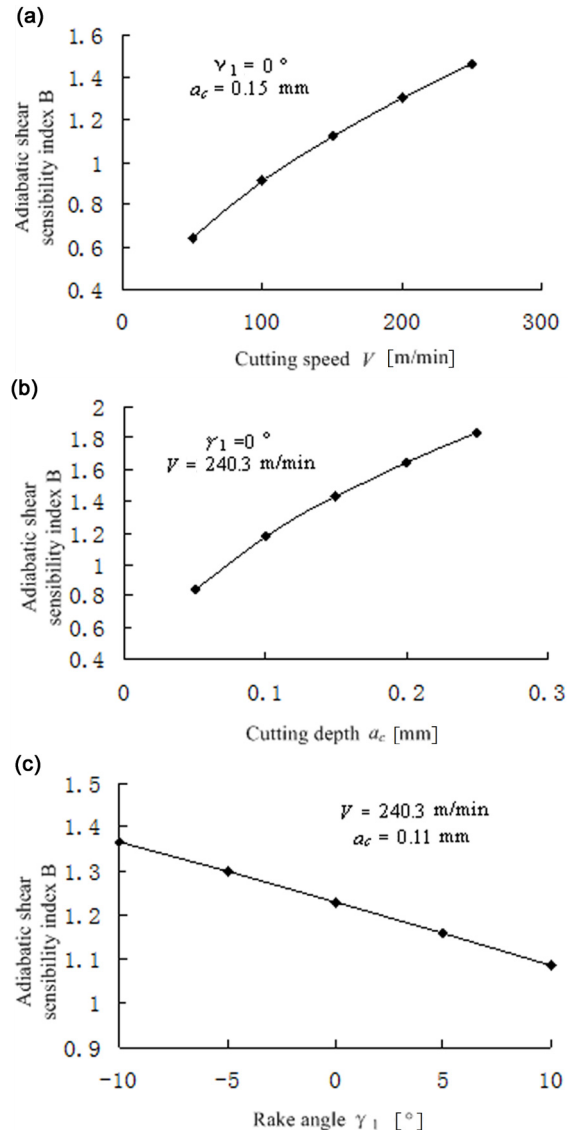 (a)
1.6
1.4
1.2
1
0.8
0.6
0.4
Adiabatic shear
sensibility index B
γ1 = 0 °
ac = 0.15 mm
0 100 200 300
Cutting speed V [m/min]
(b)
2
1.8
1.6
1.4
1.2
1
0.8
0.6
0.4
Adiabatic shear
sensibility index B
γ1 =0 °
V = 240.3 m/min
0 0.1 0.2 0.3
Cutting depth ac [mm]
(c)
1.5
1.4
1.3
1.2
1.1
1
0.9
Adiabatic shear
sensibility index B
V = 240.3 m/min
ac = 0.11 mm
-10 -5 0 5 10
Rake angle γ1 [°]